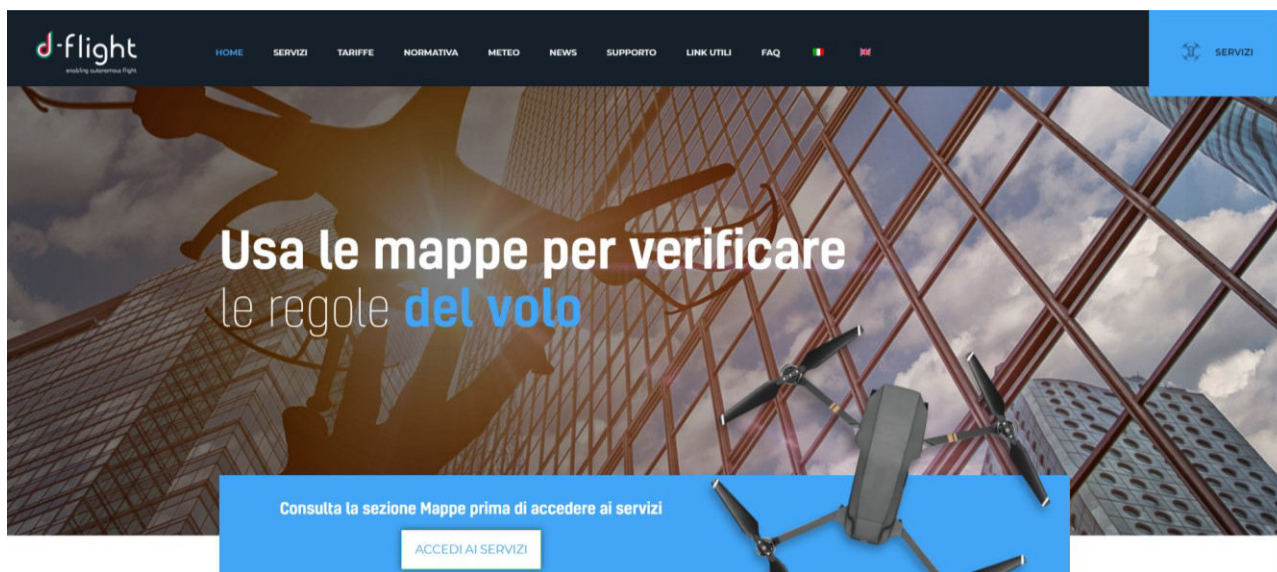 d-flight
enabling autonomous flight
HOME SERVIZI TARIFFE NORMATIVA METEO NEWS SUPPORTO LINK UTILI FAQ
SERVIZI
Usa le mappe per verificare
le regole del volo
Consulta la sezione Mappe prima di accedere ai servizi
ACCEDI AI SERVIZI